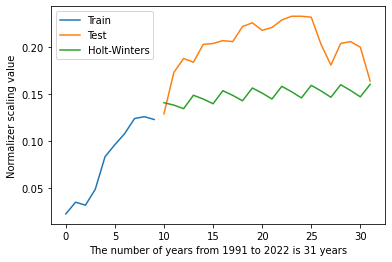 Train
Test
Holt-Winters
Normalizer scaling value
0.20
0.15
0.10
0.05
0 5 10 15 20 25 30
The number of years from 1991 to 2022 is 31 years